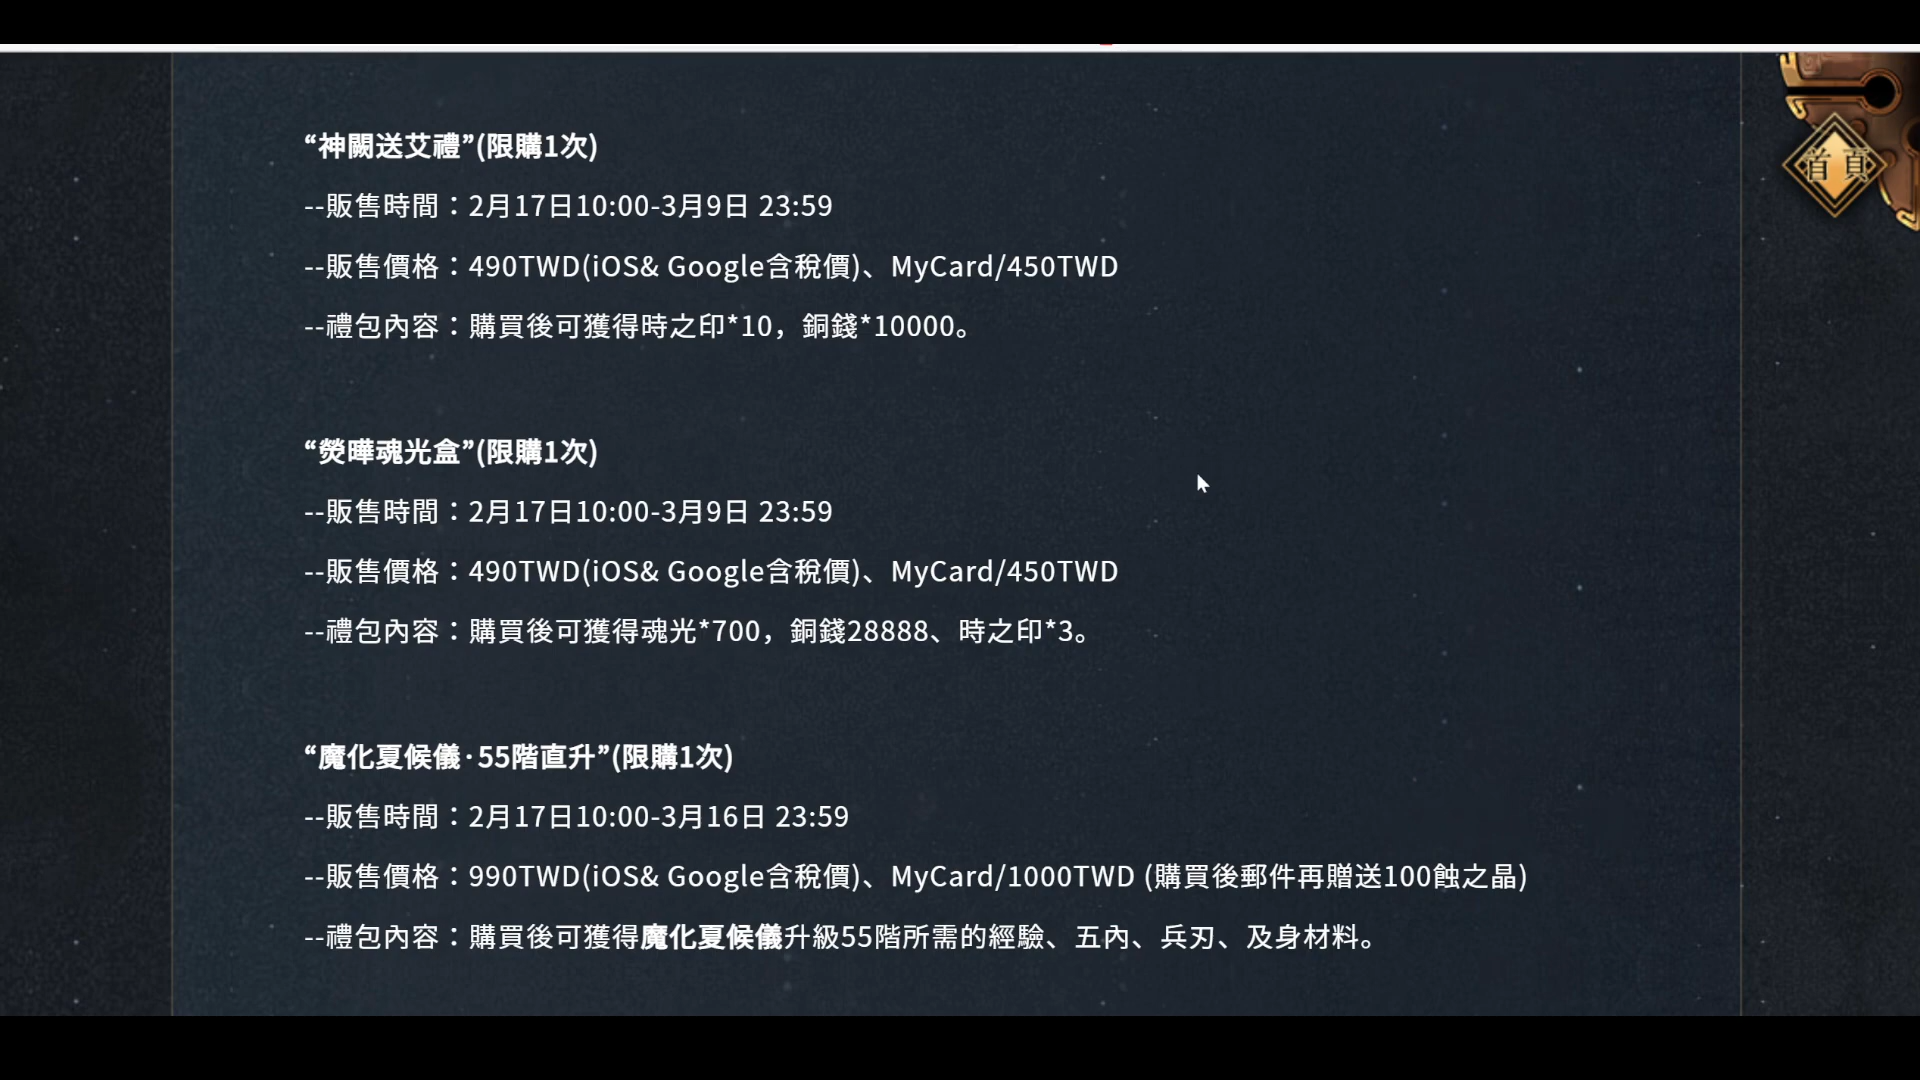 “神闕送艾禮”(限購1次)
--販售時間：2月17日10:00-3月9日 23:59
--販售價格：490TWD(iOS& Google含稅價)、MyCard/450TWD
--禮包內容：購買後可獲得時之印*10，銅錢*10000。
“熒曄魂光盒”(限購1次)
--販售時間：2月17日10:00-3月9日 23:59
--販售價格：490TWD(iOS& Google含稅價)、MyCard/450TWD
--禮包內容：購買後可獲得魂光*700，銅錢28888、時之印*3。
“魔化夏候儀·55階直升”(限購1次)
--販售時間：2月17日10:00-3月16日 23:59
--販售價格：990TWD(iOS& Google含稅價)、MyCard/1000TWD (購買後郵件再贈送100蝕之晶)
--禮包內容：購買後可獲得魔化夏候儀升級55階所需的經驗、五內、兵刃、及身材料。
首頁